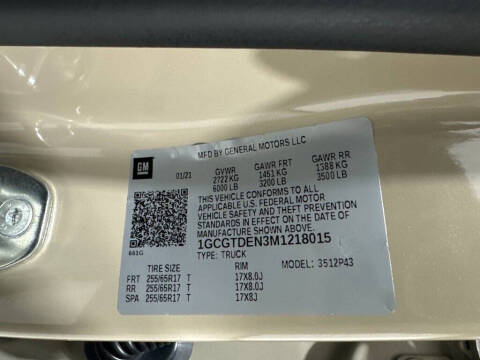 MFD BY GENERAL MOTORS LLC
GM
01/21
GVWR GAWR FRT GAWR RR
2722 KG 1451 KG 1388 KG
6000 LB 3200 LB 3500 LB
THIS VEHICLE CONFORMS TO ALL
APPLICABLE U.S. FEDERAL MOTOR
VEHICLE SAFETY AND THEFT PREVENTION
STANDARDS IN EFFECT ON THE DATE OF
MANUFACTURE SHOWN ABOVE.
1GCGTDEN3M1218015
TYPE: TRUCK
661G
MODEL: 3512P43
TIRE SIZE RIM
FRT 255/65R17 T 17X8.0J
RR 255/65R17 T 17X8.0J
SPA 255/65R17 T 17X8J